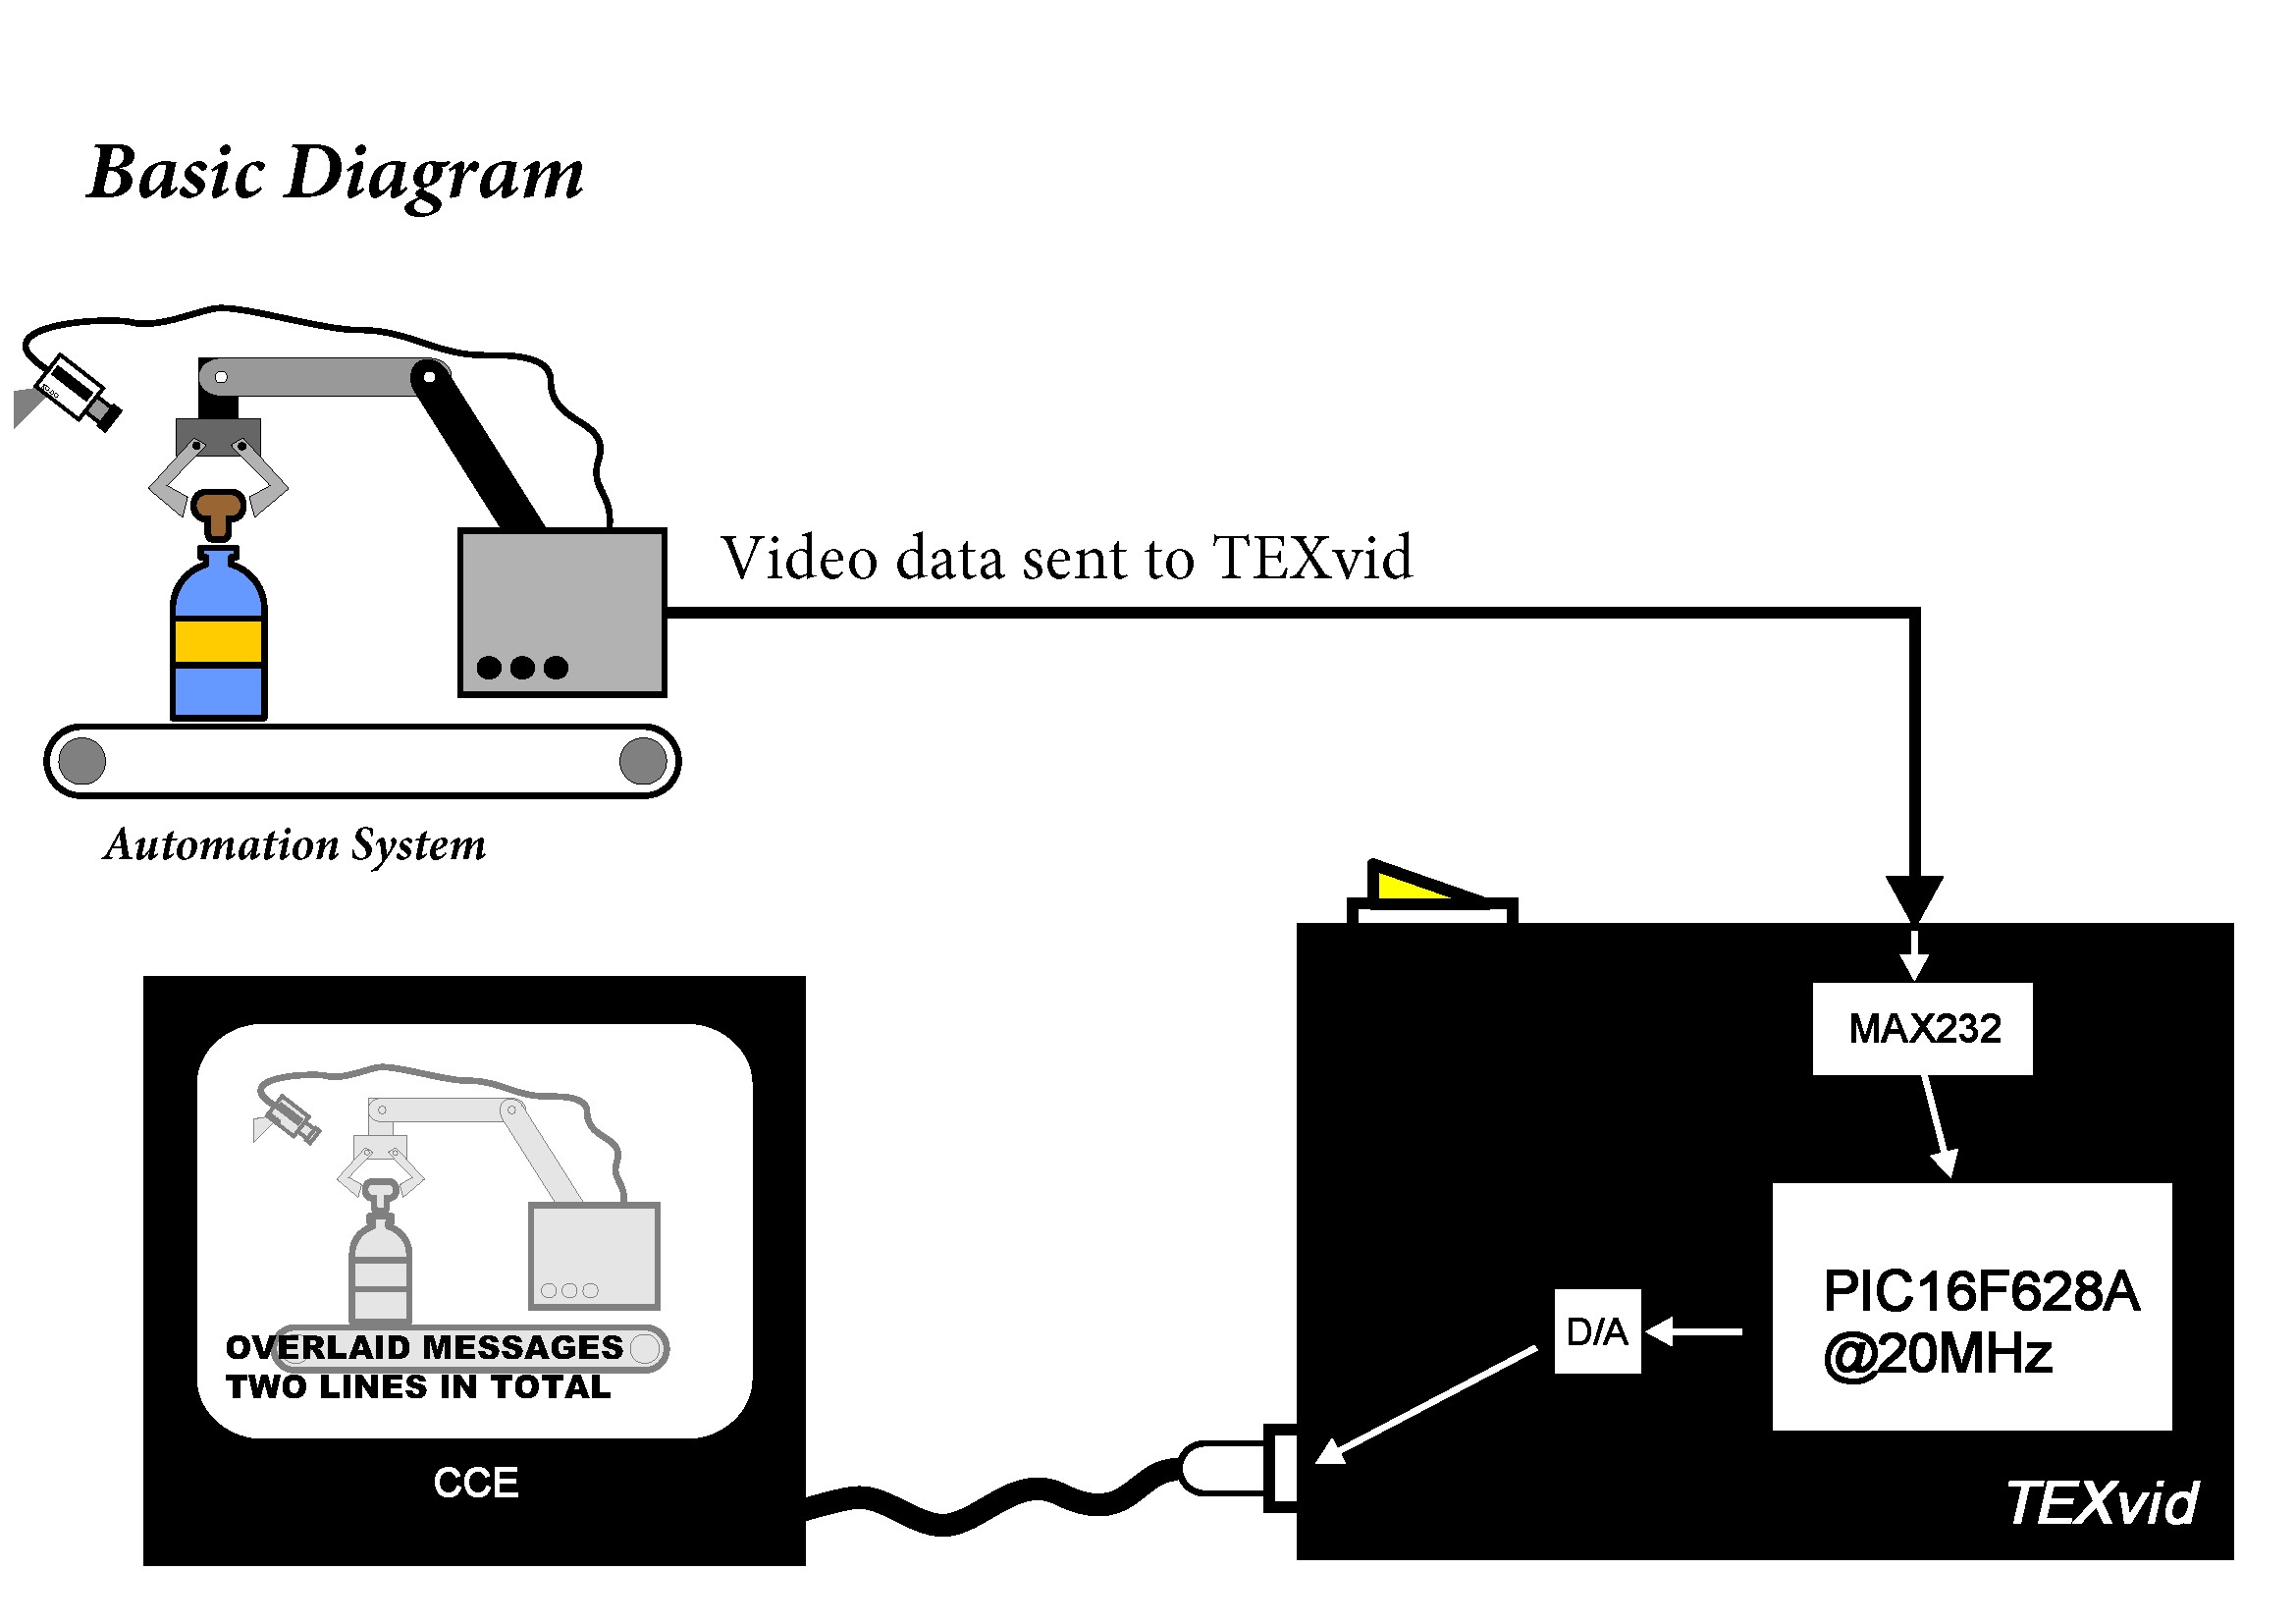 Basic Diagram
Video data sent to TEXvid
Automation System
MAX232
PIC16F628A
@20MHz
D/A
TEXvid
OVERLAID MESSAGES
TWO LINES IN TOTAL
CCE